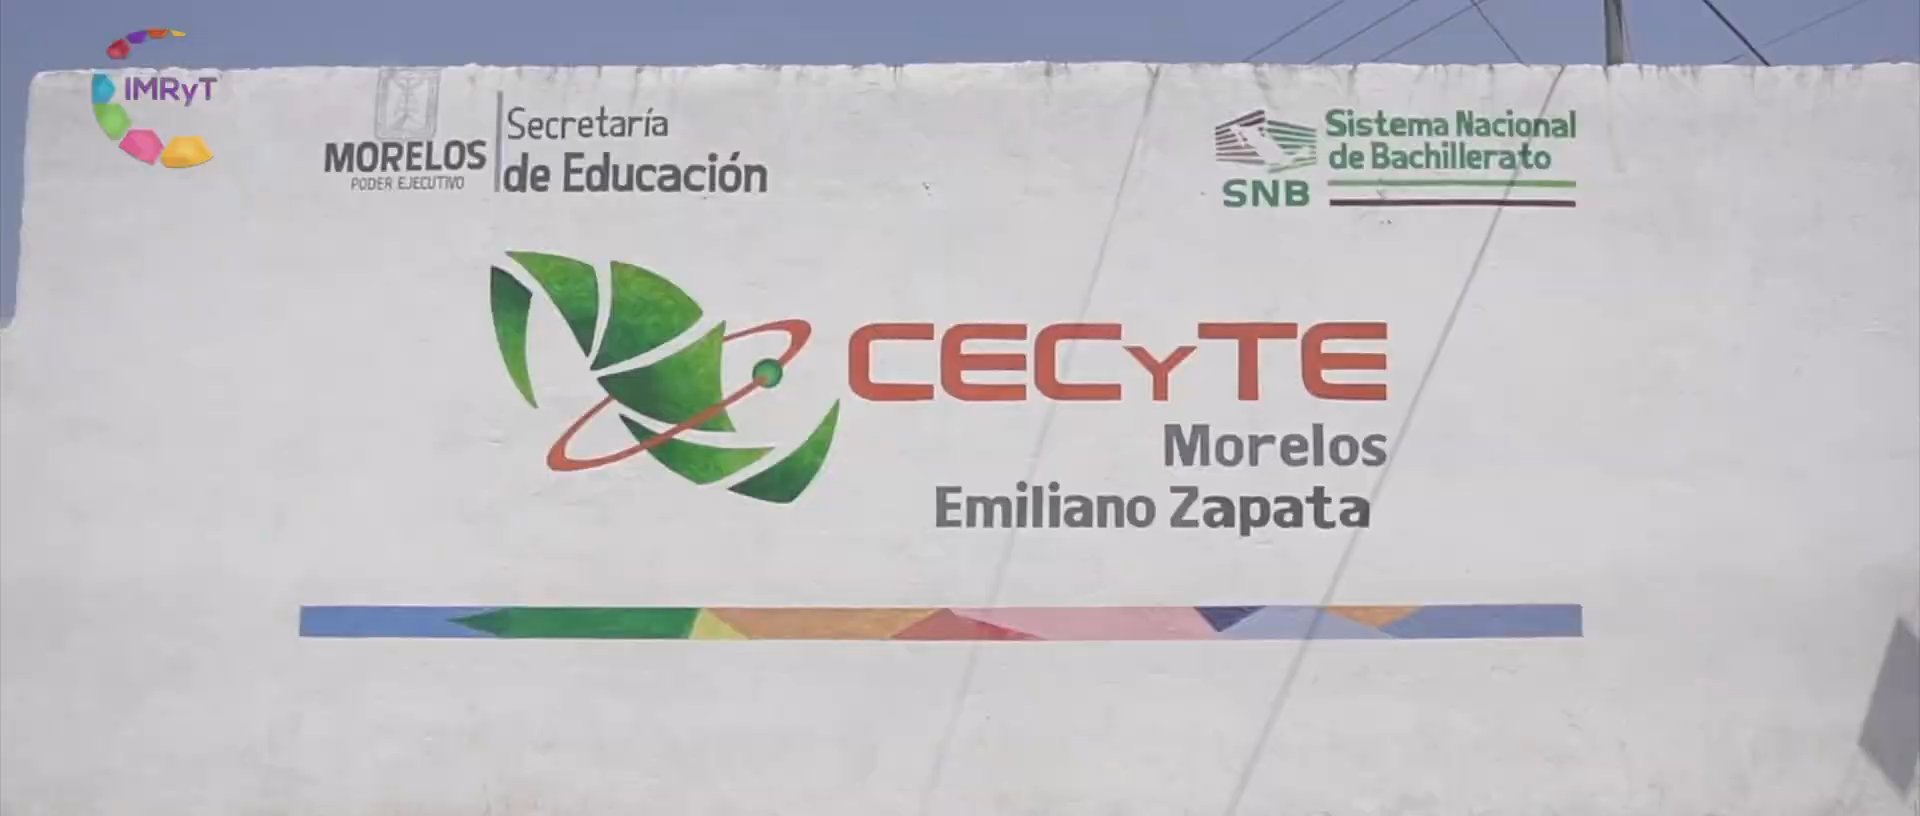 IMRyT
MORELOS
PODER EJECUTIVO
Secretaría
de Educación
Sistema Nacional
de Bachillerato
SNB
CECyTE
Morelos
Emiliano Zapata